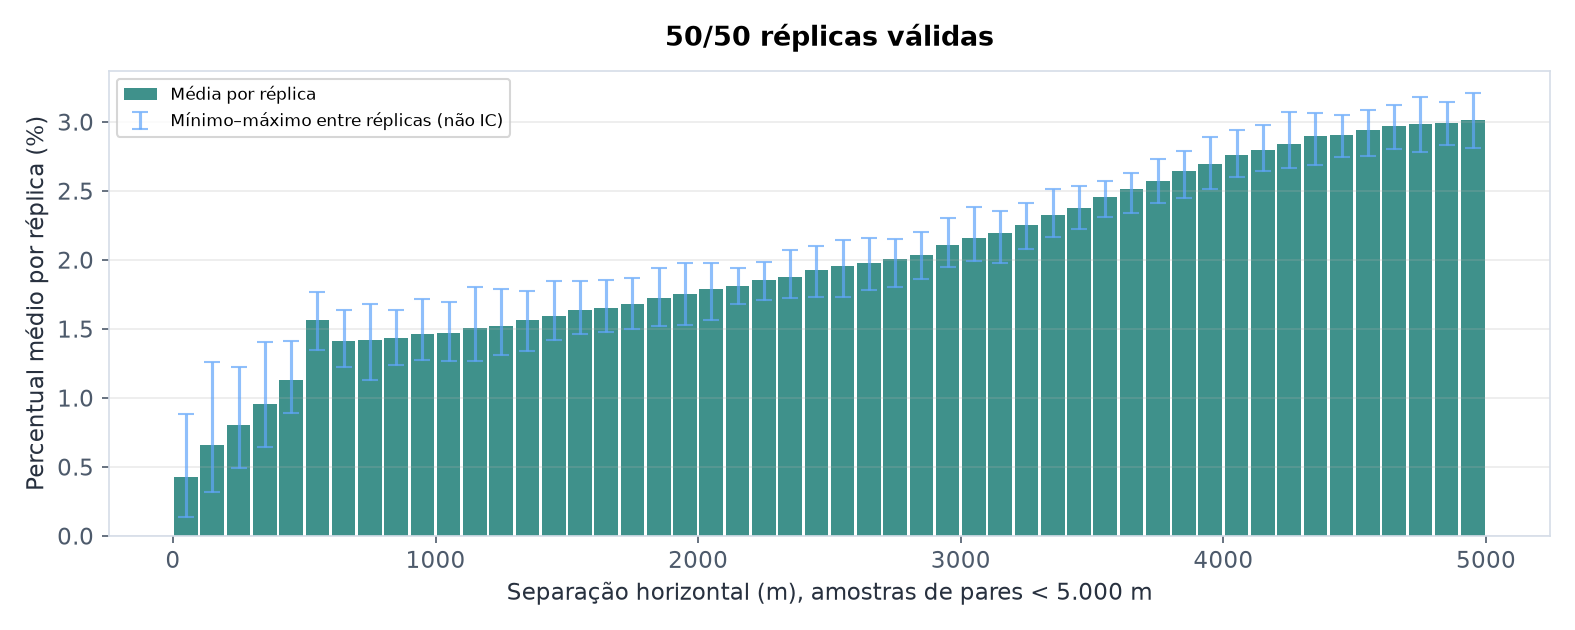 50/50 réplicas válidas
Média por réplica
Mínimo–máximo entre réplicas (não IC)
Percentual médio por réplica (%)
3.0
2.5
2.0
1.5
1.0
0.5
0.0
0 1000 2000 3000 4000 5000
Separação horizontal (m), amostras de pares < 5.000 m